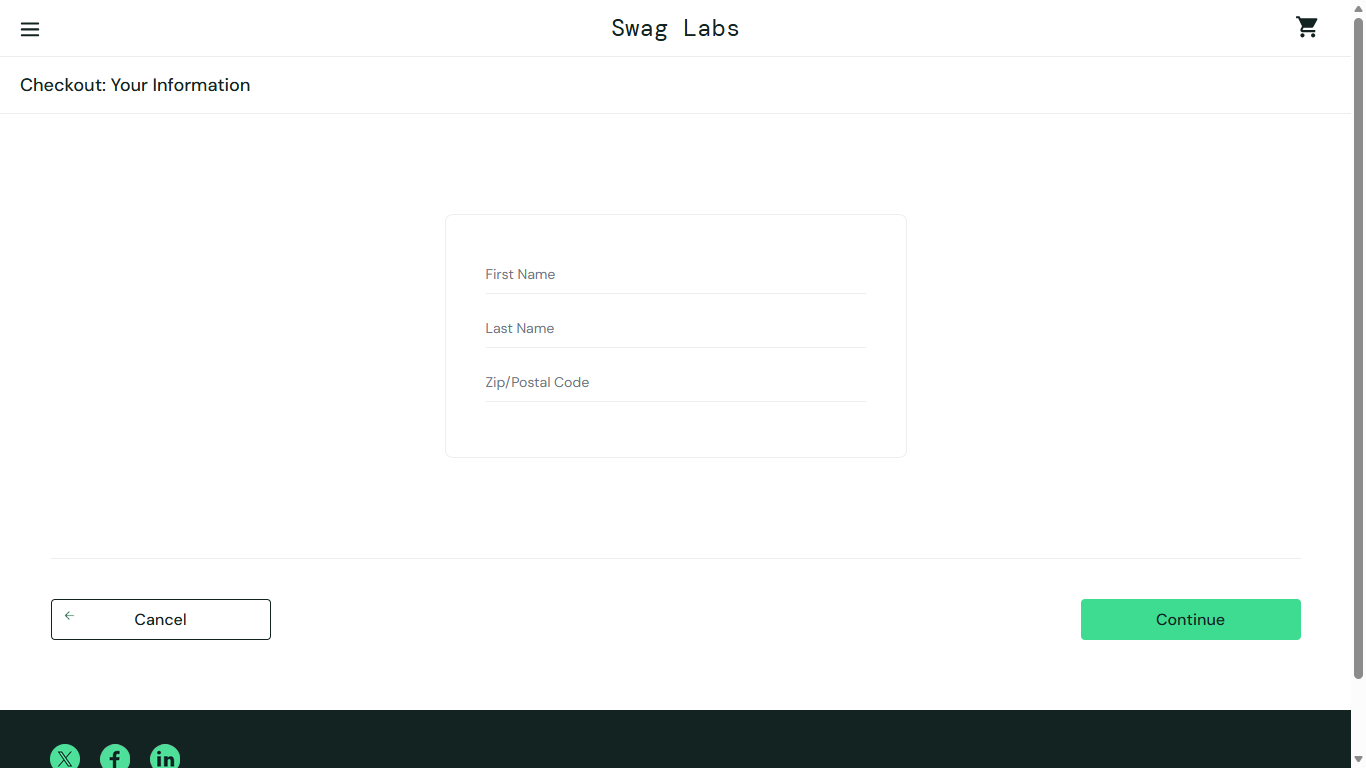 Swag Labs
Checkout: Your Information
First Name
Last Name
Zip/Postal Code
Cancel
Continue